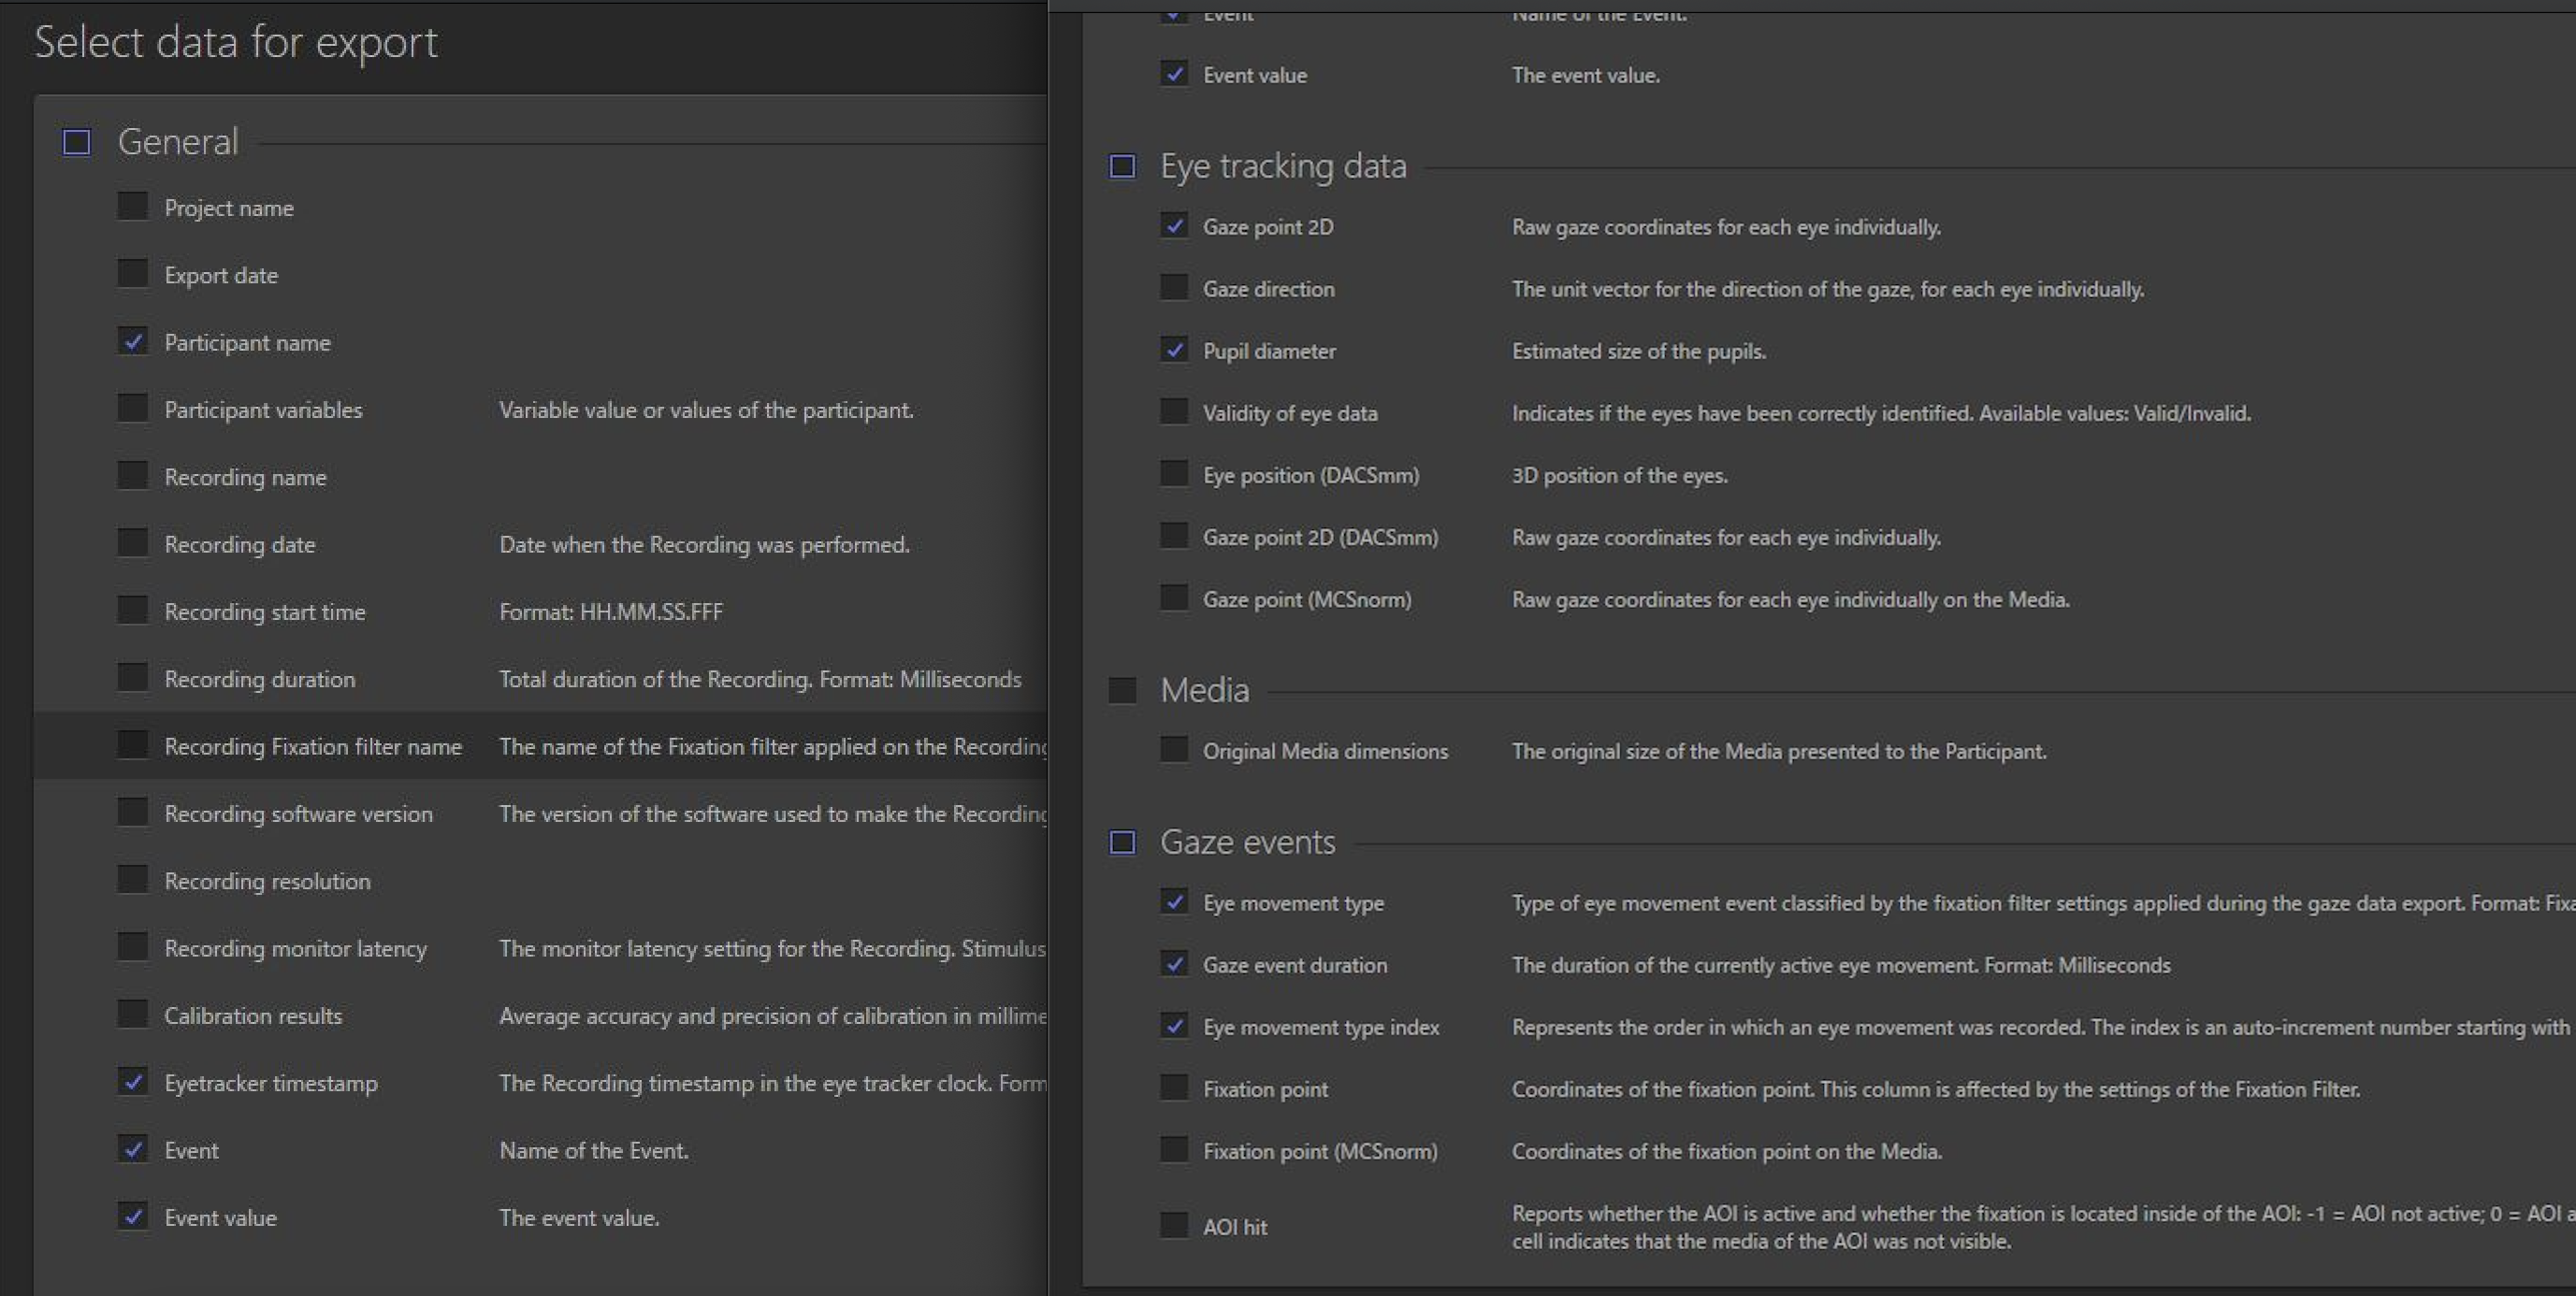 Select data for export
General
Project name
Export date
Participant name
Participant variables Variable value or values of the participant.
Recording name
Recording date Date when the Recording was performed.
Recording start time Format: HH.MM.SS.FFF
Recording duration Total duration of the Recording. Format: Milliseconds
Recording Fixation filter name The name of the Fixation filter applied on the Recording
Recording software version The version of the software used to make the Recording
Recording resolution
Recording monitor latency The monitor latency setting for the Recording. Stimulus
Calibration results Average accuracy and precision of calibration in millime
Eyetracker timestamp The Recording timestamp in the eye tracker clock. Form
Event Name of the Event.
Event value The event value.
Event Name of the Event.
Event value The event value.
Eye tracking data
Gaze point 2D Raw gaze coordinates for each eye individually.
Gaze direction The unit vector for the direction of the gaze, for each eye individually.
Pupil diameter Estimated size of the pupils.
Validity of eye data Indicates if the eyes have been correctly identified. Available values: Valid/Invalid.
Eye position (DACSmm) 3D position of the eyes.
Gaze point 2D (DACSmm) Raw gaze coordinates for each eye individually.
Gaze point (MCSnorm) Raw gaze coordinates for each eye individually on the Media.
Media
Original Media dimensions The original size of the Media presented to the Participant.
Gaze events
Eye movement type Type of eye movement event classified by the fixation filter settings applied during the gaze data export. Format: Fixa
Gaze event duration The duration of the currently active eye movement. Format: Milliseconds
Eye movement type index Represents the order in which an eye movement was recorded. The index is an auto-increment number starting with
Fixation point Coordinates of the fixation point. This column is affected by the settings of the Fixation Filter.
Fixation point (MCSnorm) Coordinates of the fixation point on the Media.
AOI hit Reports whether the AOI is active and whether the fixation is located inside of the AOI: -1 = AOI not active; 0 = AOI a
cell indicates that the media of the AOI was not visible.